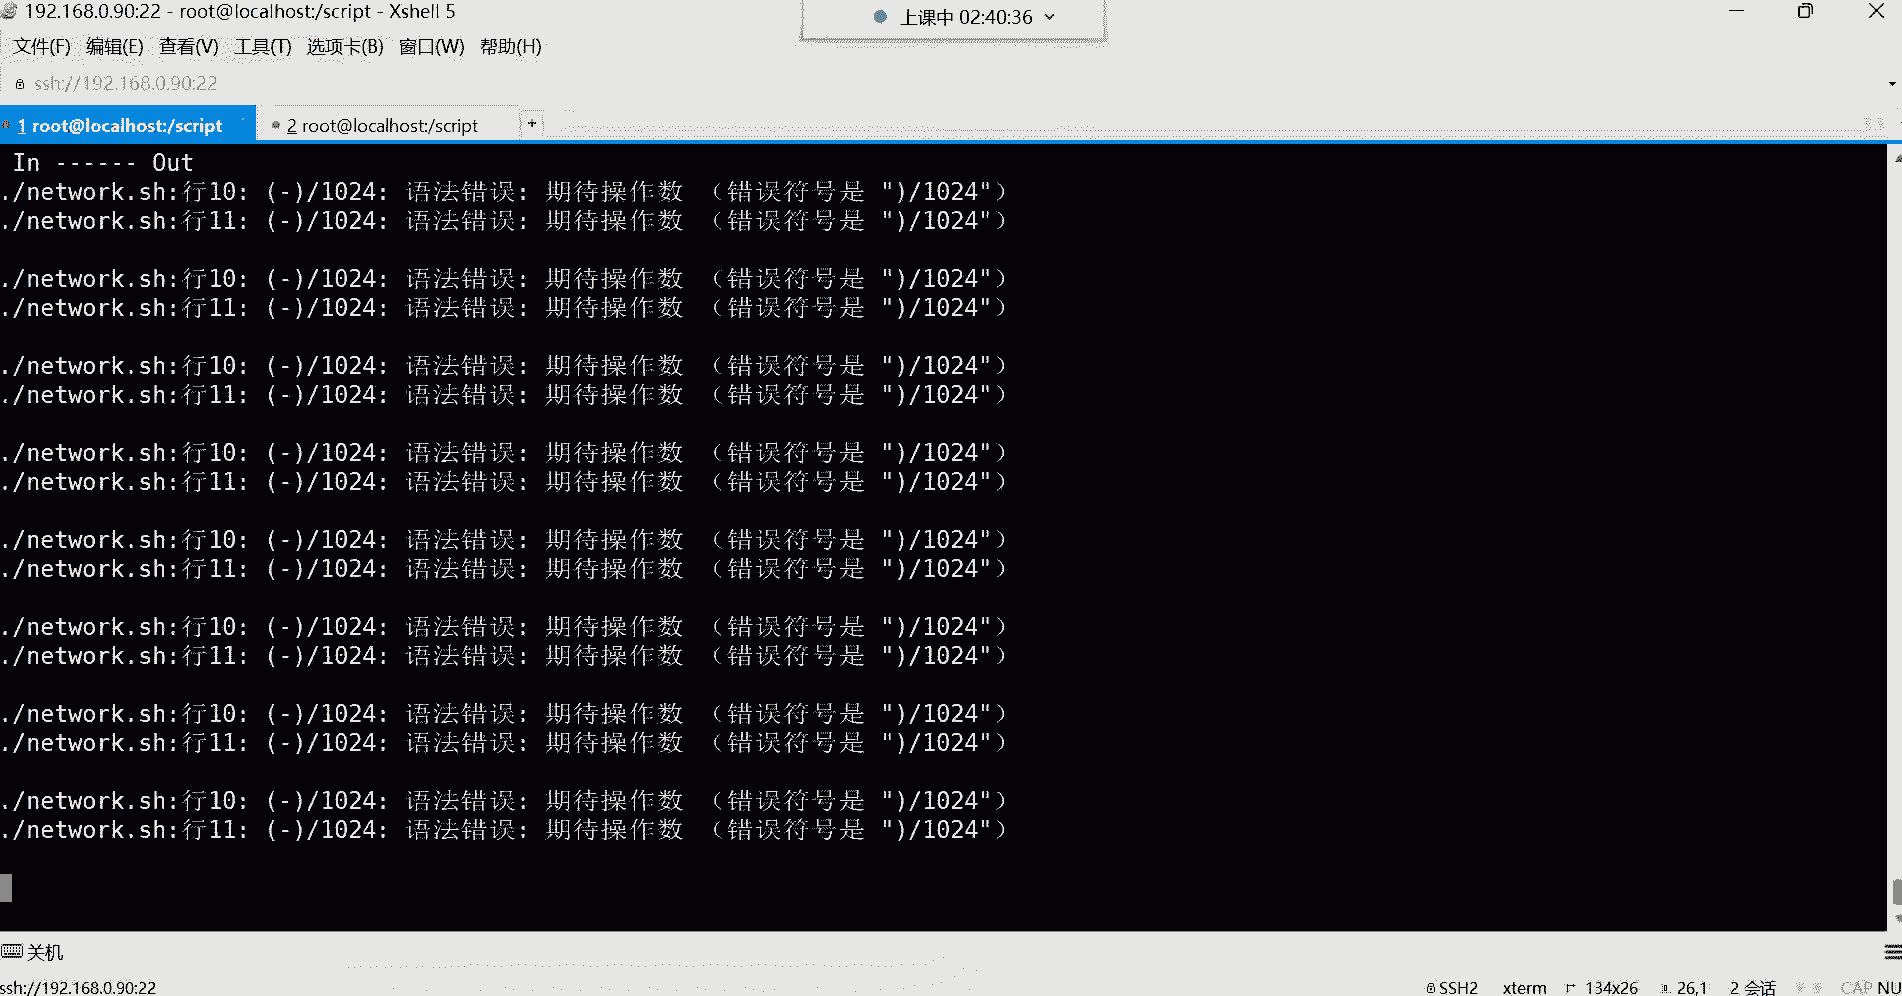 192.168.0.90:22 - root@localhost:/script - Xshell 5
上课中 02:40:36
文件(F) 编辑(E) 查看(V) 工具(T) 选项卡(B) 窗口(W) 帮助(H)
ssh://192.168.0.90:22
1 root@localhost:/script 2 root@localhost:/script +
In ------ Out
./network.sh:行10: (-)/1024: 语法错误: 期待操作数 （错误符号是 ")/1024"）
./network.sh:行11: (-)/1024: 语法错误: 期待操作数 （错误符号是 ")/1024"）
./network.sh:行10: (-)/1024: 语法错误: 期待操作数 （错误符号是 ")/1024"）
./network.sh:行11: (-)/1024: 语法错误: 期待操作数 （错误符号是 ")/1024"）
./network.sh:行10: (-)/1024: 语法错误: 期待操作数 （错误符号是 ")/1024"）
./network.sh:行11: (-)/1024: 语法错误: 期待操作数 （错误符号是 ")/1024"）
./network.sh:行10: (-)/1024: 语法错误: 期待操作数 （错误符号是 ")/1024"）
./network.sh:行11: (-)/1024: 语法错误: 期待操作数 （错误符号是 ")/1024"）
./network.sh:行10: (-)/1024: 语法错误: 期待操作数 （错误符号是 ")/1024"）
./network.sh:行11: (-)/1024: 语法错误: 期待操作数 （错误符号是 ")/1024"）
./network.sh:行10: (-)/1024: 语法错误: 期待操作数 （错误符号是 ")/1024"）
./network.sh:行11: (-)/1024: 语法错误: 期待操作数 （错误符号是 ")/1024"）
./network.sh:行10: (-)/1024: 语法错误: 期待操作数 （错误符号是 ")/1024"）
./network.sh:行11: (-)/1024: 语法错误: 期待操作数 （错误符号是 ")/1024"）
./network.sh:行10: (-)/1024: 语法错误: 期待操作数 （错误符号是 ")/1024"）
./network.sh:行11: (-)/1024: 语法错误: 期待操作数 （错误符号是 ")/1024"）
关机
ssh://192.168.0.90:22 SSH2 xterm 134x26 26,1 2 会话 CAP NU